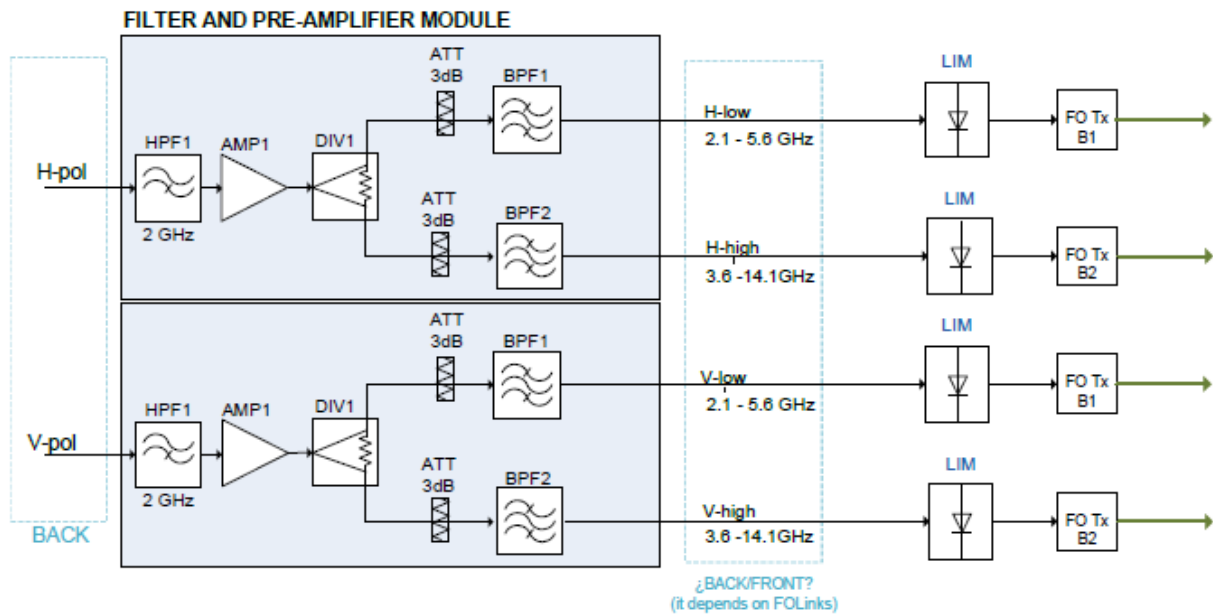 FILTER AND PRE-AMPLIFIER MODULE
ATT
3dB
BPF1
LIM
HPF1
AMP1
DIV1
H-low
2.1 - 5.6 GHz
FO Tx
B1
H-pol
2 GHz
ATT
3dB
BPF2
LIM
H-high
3.6 -14.1GHz
FO Tx
B2
ATT
3dB
BPF1
LIM
HPF1
AMP1
DIV1
V-low
2.1 - 5.6 GHz
FO Tx
B1
V-pol
2 GHz
ATT
3dB
BPF2
LIM
V-high
3.6 -14.1GHz
FO Tx
B2
BACK
¿BACK/FRONT?
(it depends on FOLinks)